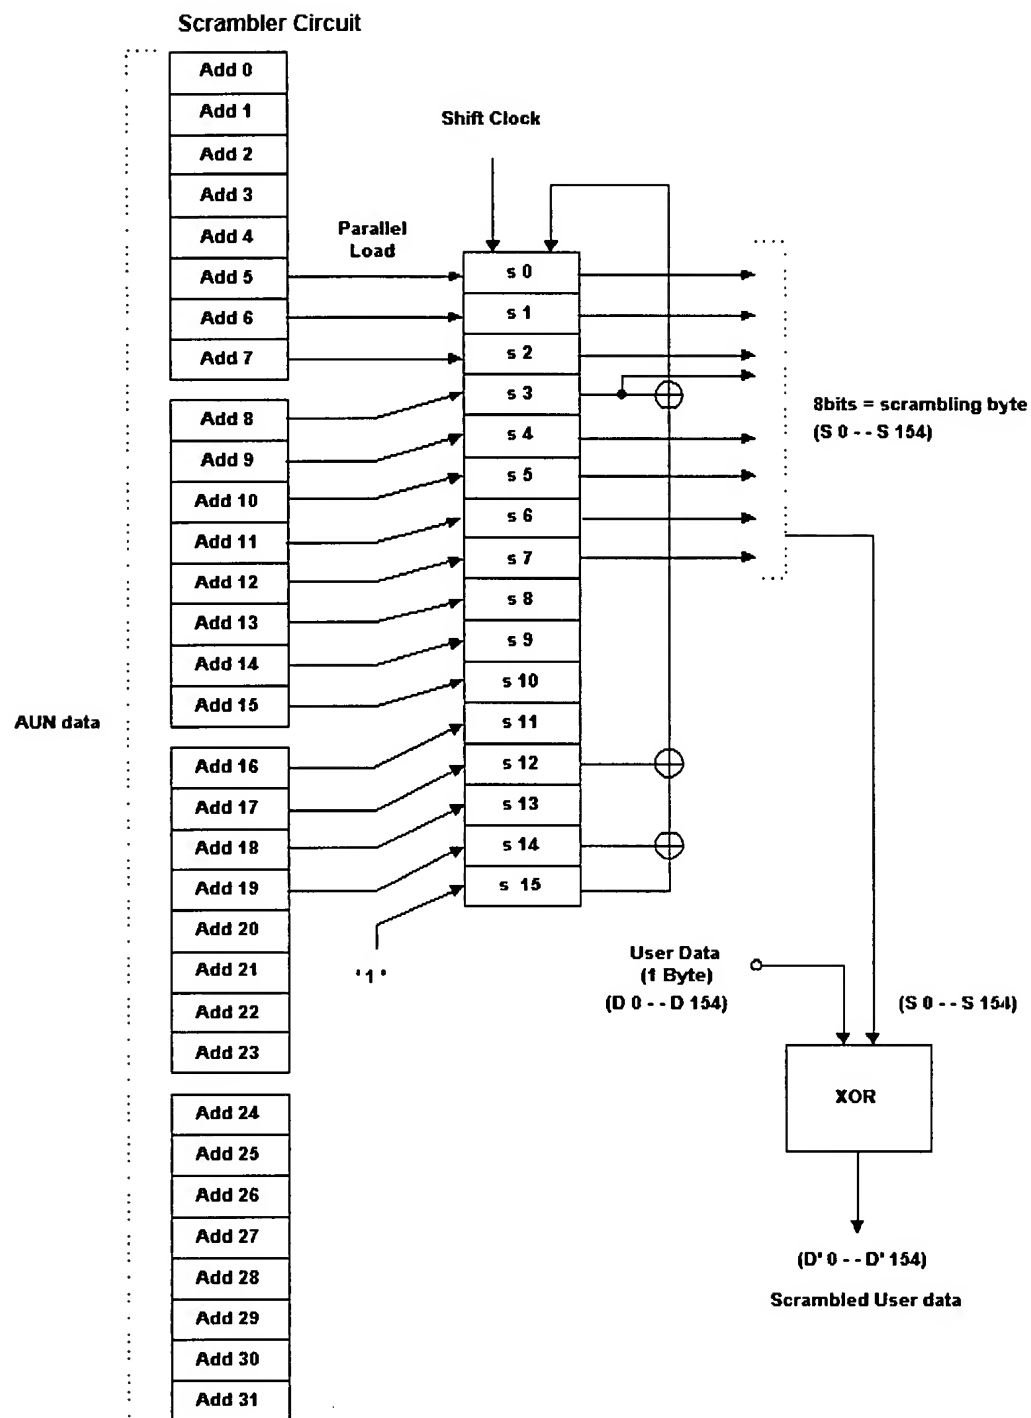 Scrambler Circuit
Add 0
Add 1
Add 2
Add 3
Add 4
Add 5
Add 6
Add 7
Add 8
Add 9
Add 10
Add 11
Add 12
Add 13
Add 14
Add 15
AUN data
Add 16
Add 17
Add 18
Add 19
Add 20
Add 21
Add 22
Add 23
Add 24
Add 25
Add 26
Add 27
Add 28
Add 29
Add 30
Add 31
Shift Clock
Parallel
Load
s 0
s 1
s 2
s 3
s 4
s 5
s 6
s 7
s 8
s 9
s 10
s 11
s 12
s 13
s 14
s 15
'1'
8bits = scrambling byte
(S 0 - - S 154)
User Data
(1 Byte)
(D 0 - - D 154)
(S 0 - - S 154)
XOR
(D' 0 - - D' 154)
Scrambled User data